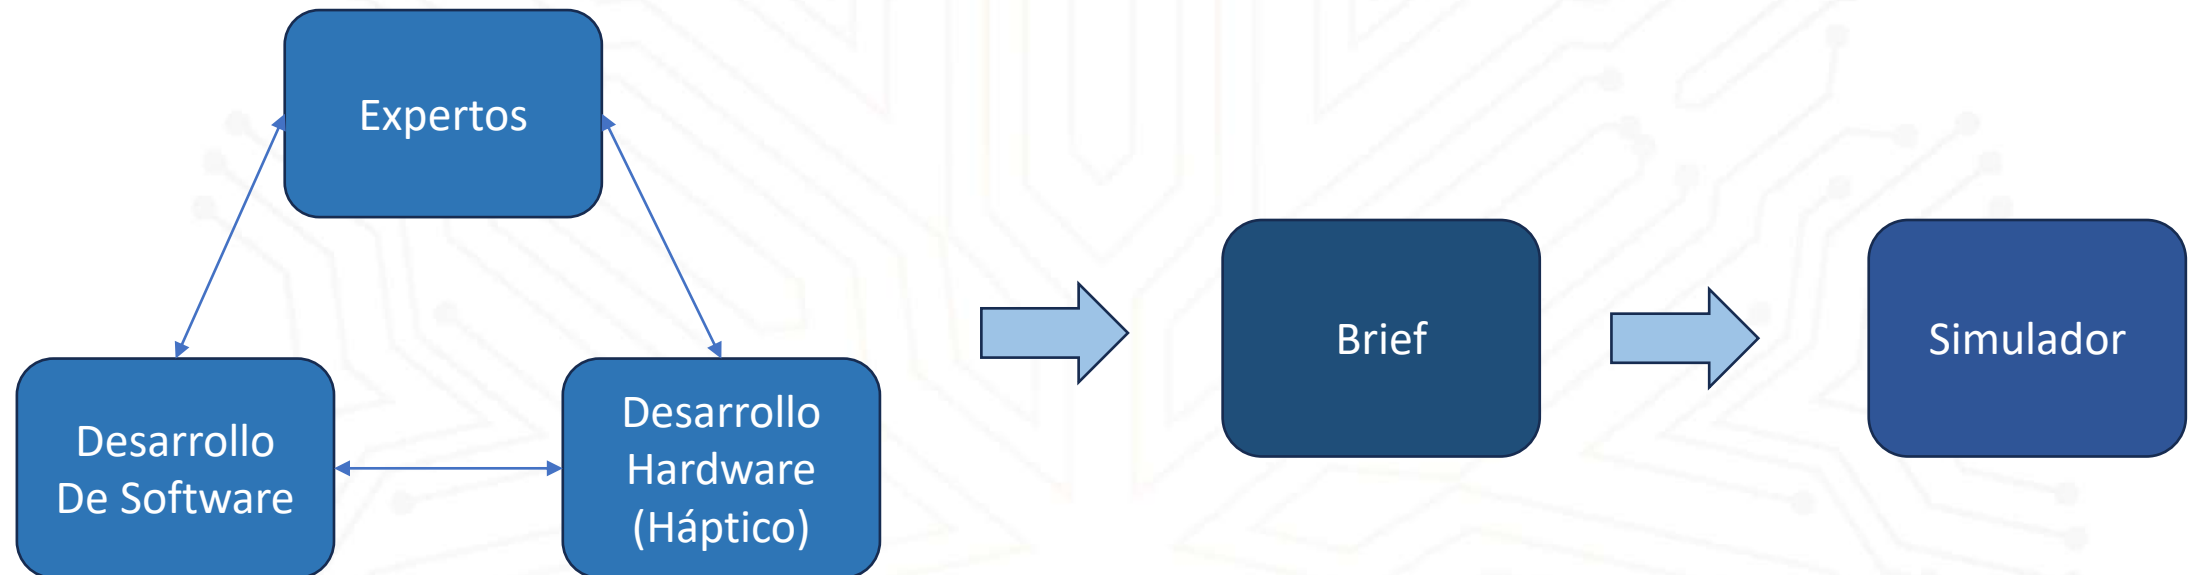 Expertos
Desarrollo
De Software
Desarrollo
Hardware
(Háptico)
Brief
Simulador